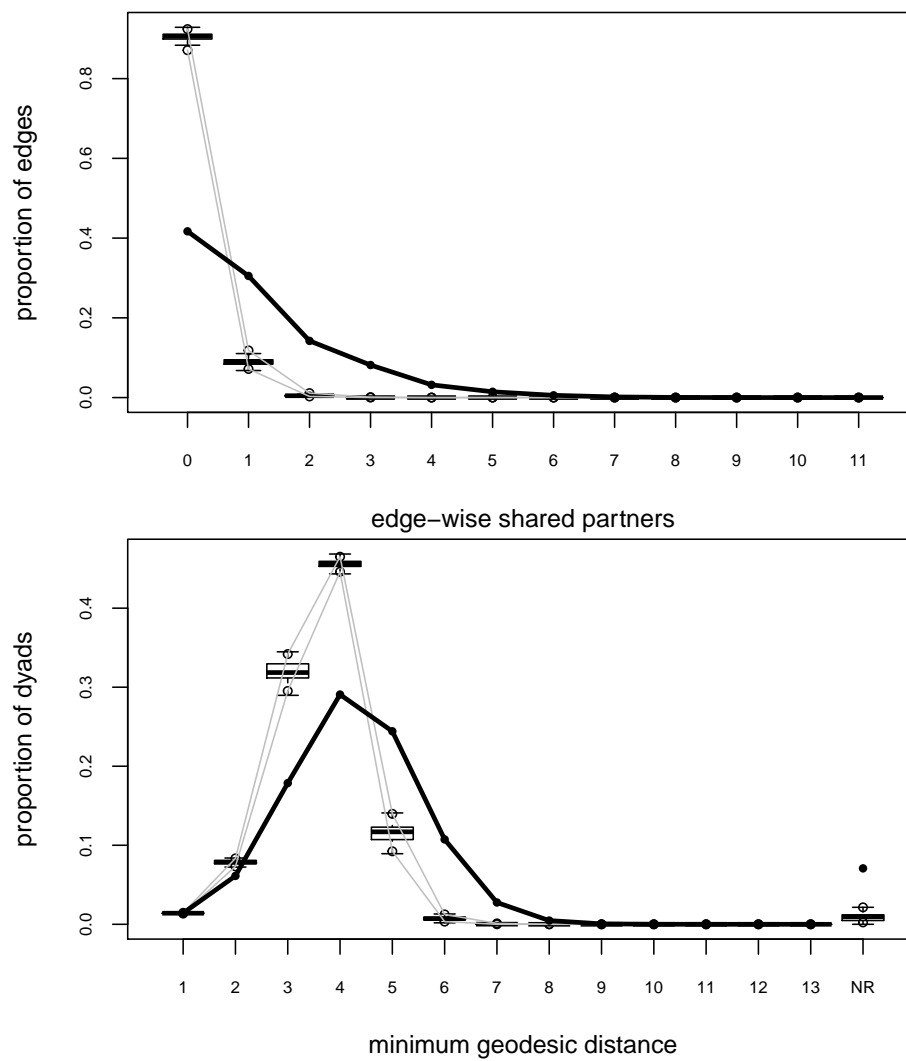 proportion of edges
0.8
0.6
0.4
0.2
0.0
0 1 2 3 4 5 6 7 8 9 10 11
edge−wise shared partners
proportion of dyads
0.4
0.3
0.2
0.1
0.0
1 2 3 4 5 6 7 8 9 10 11 12 13 NR
minimum geodesic distance